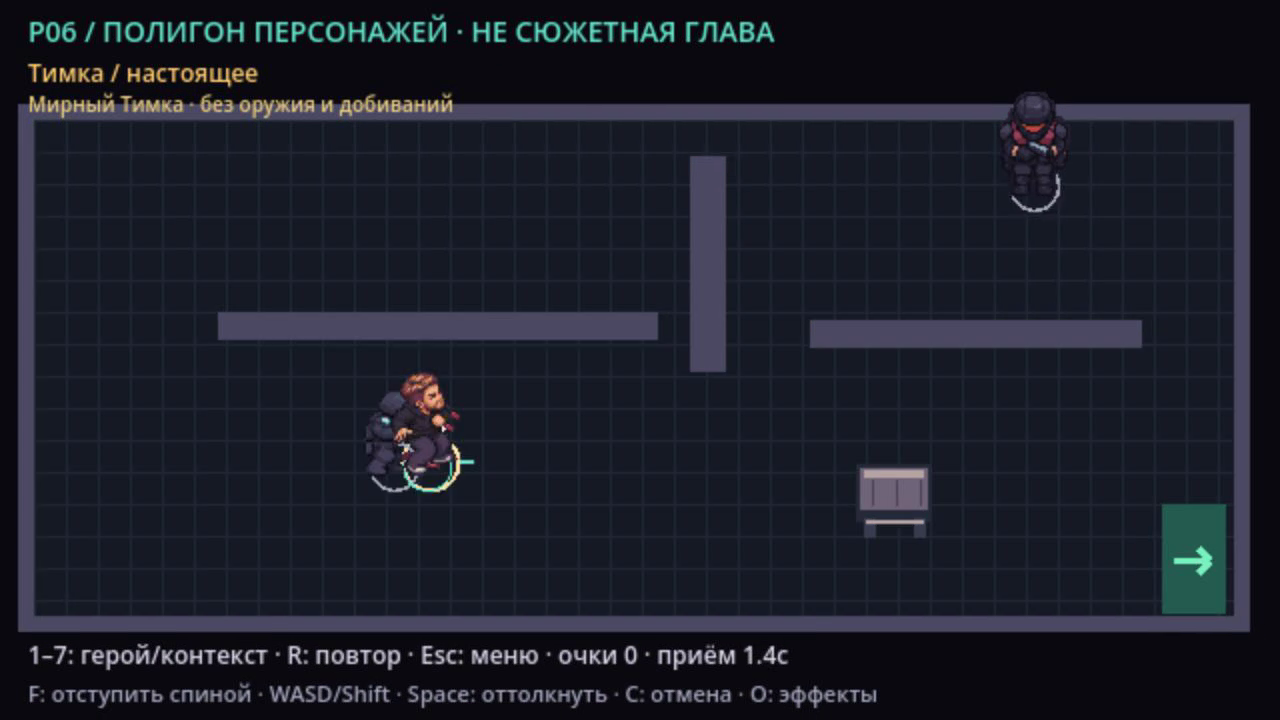 P06 / ПОЛИГОН ПЕРСОНАЖЕЙ · НЕ СЮЖЕТНАЯ ГЛАВА
Тимка / настоящее
Мирный Тимка · без оружия и добиваний
→
1–7: герой/контекст · R: повтор · Esc: меню · очки 0 · приём 1.4с
F: отступить спиной · WASD/Shift · Space: оттолкнуть · C: отмена · O: эффекты